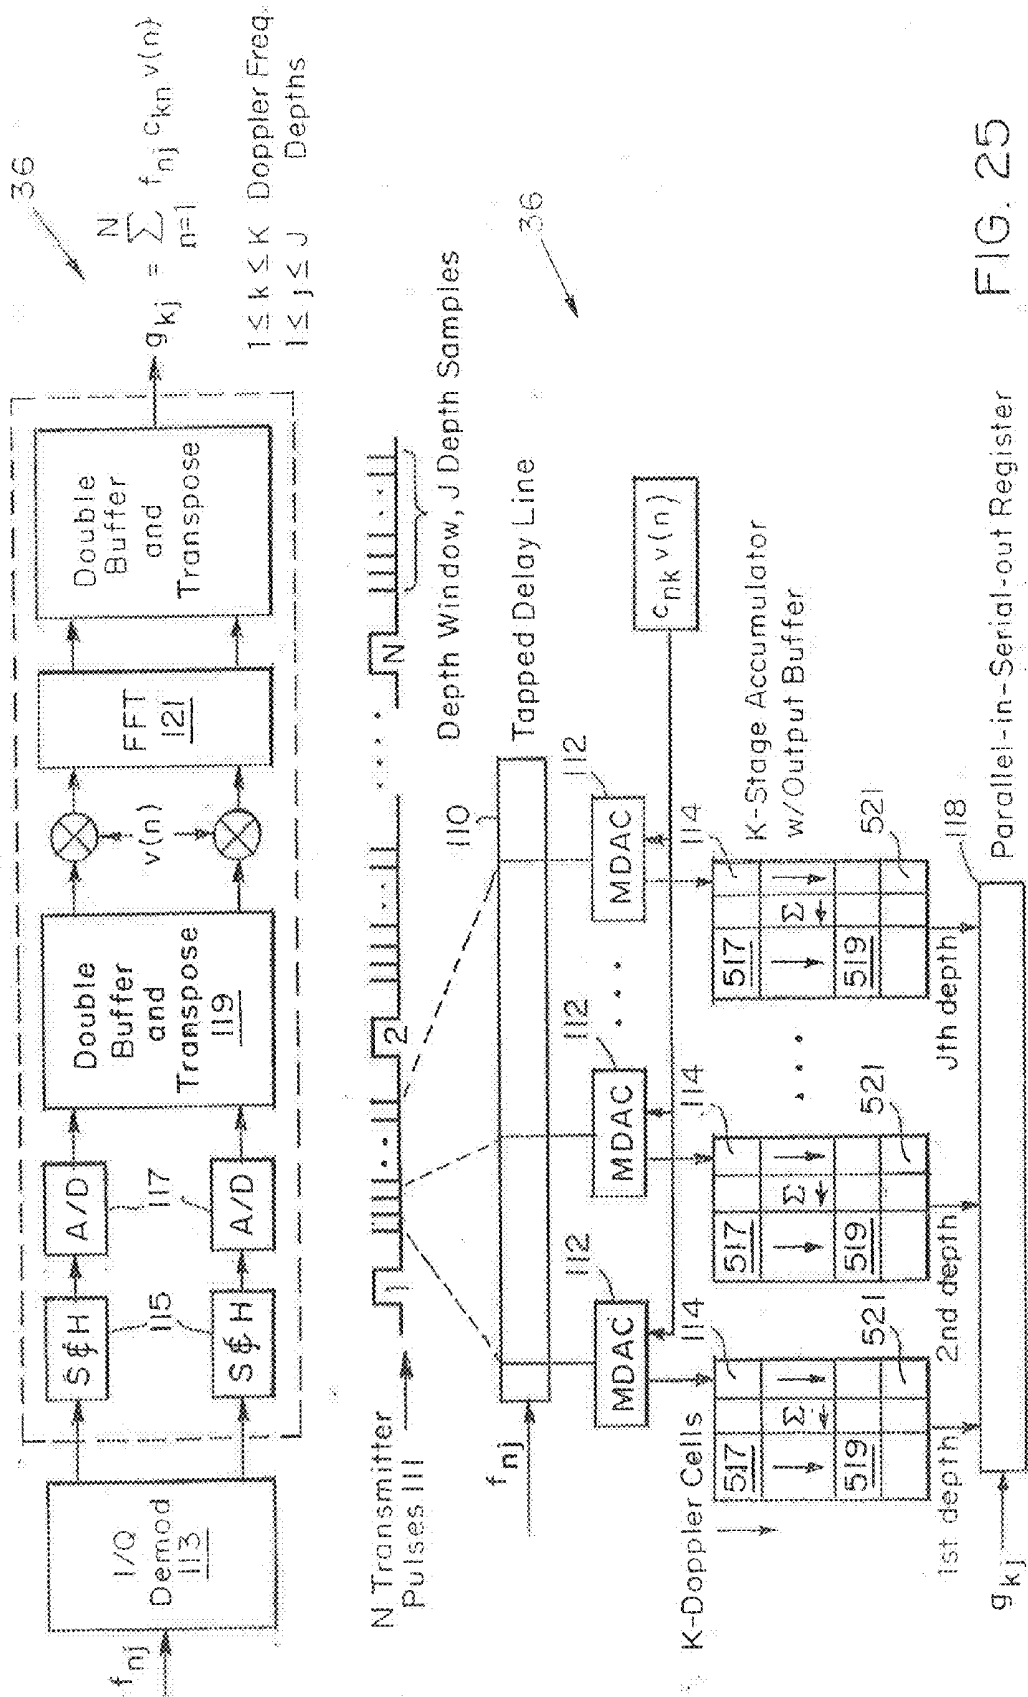 36
f_nj
I/Q
Demod
113
S&H
S&H
115
A/D
A/D
117
Double
Buffer
and
Transpose
119
v(n)
FFT
121
Double
Buffer
and
Transpose
g_kj = Σ f_nj c_kn v(n)
N
n=1
1 ≤ k ≤ K Doppler Freq.
1 ≤ j ≤ J Depths
N Transmitter
Pulses 111
1
2
N
Depth Window, J Depth Samples
f_nj
110
Tapped Delay Line
36
112
112
112
MDAC
MDAC
MDAC
c_nk v(n)
K-Doppler Cells
114
114
114
517
Σ
519
521
517
Σ
519
521
517
Σ
519
521
K-Stage Accumulator
w/Output Buffer
1st depth
2nd depth
Jth depth
118
g_kj
Parallel-in-Serial-out Register
FIG. 25